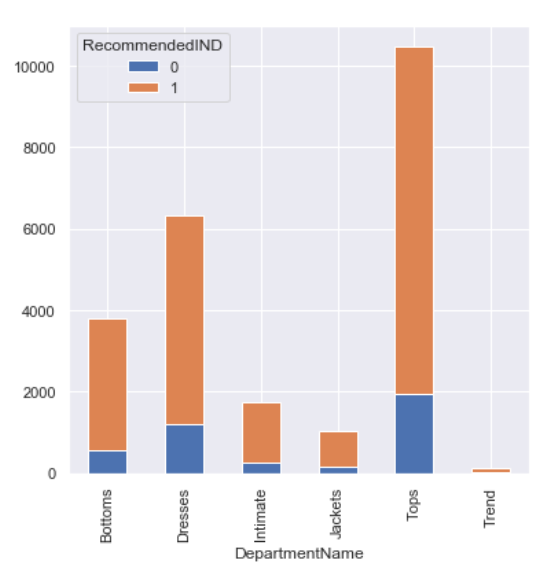 RecommendedIND
0
1
10000
8000
6000
4000
2000
0
Bottoms
Dresses
Intimate
Jackets
Tops
Trend
DepartmentName